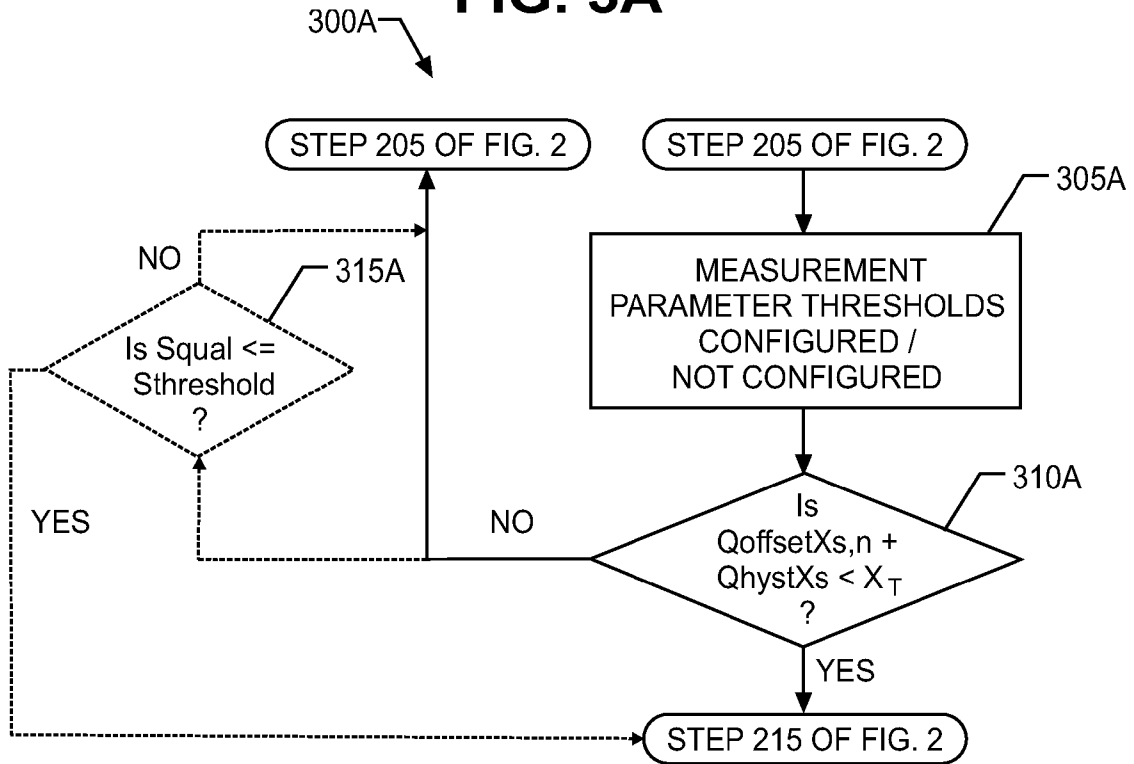 FIG. 3A
300A
STEP 205 OF FIG. 2
STEP 205 OF FIG. 2
305A
MEASUREMENT
PARAMETER THRESHOLDS
CONFIGURED /
NOT CONFIGURED
NO
315A
Is Squal <=
Sthreshold
?
310A
Is
QoffsetXs,n +
QhystXs < X_T
?
NO
YES
YES
STEP 215 OF FIG. 2